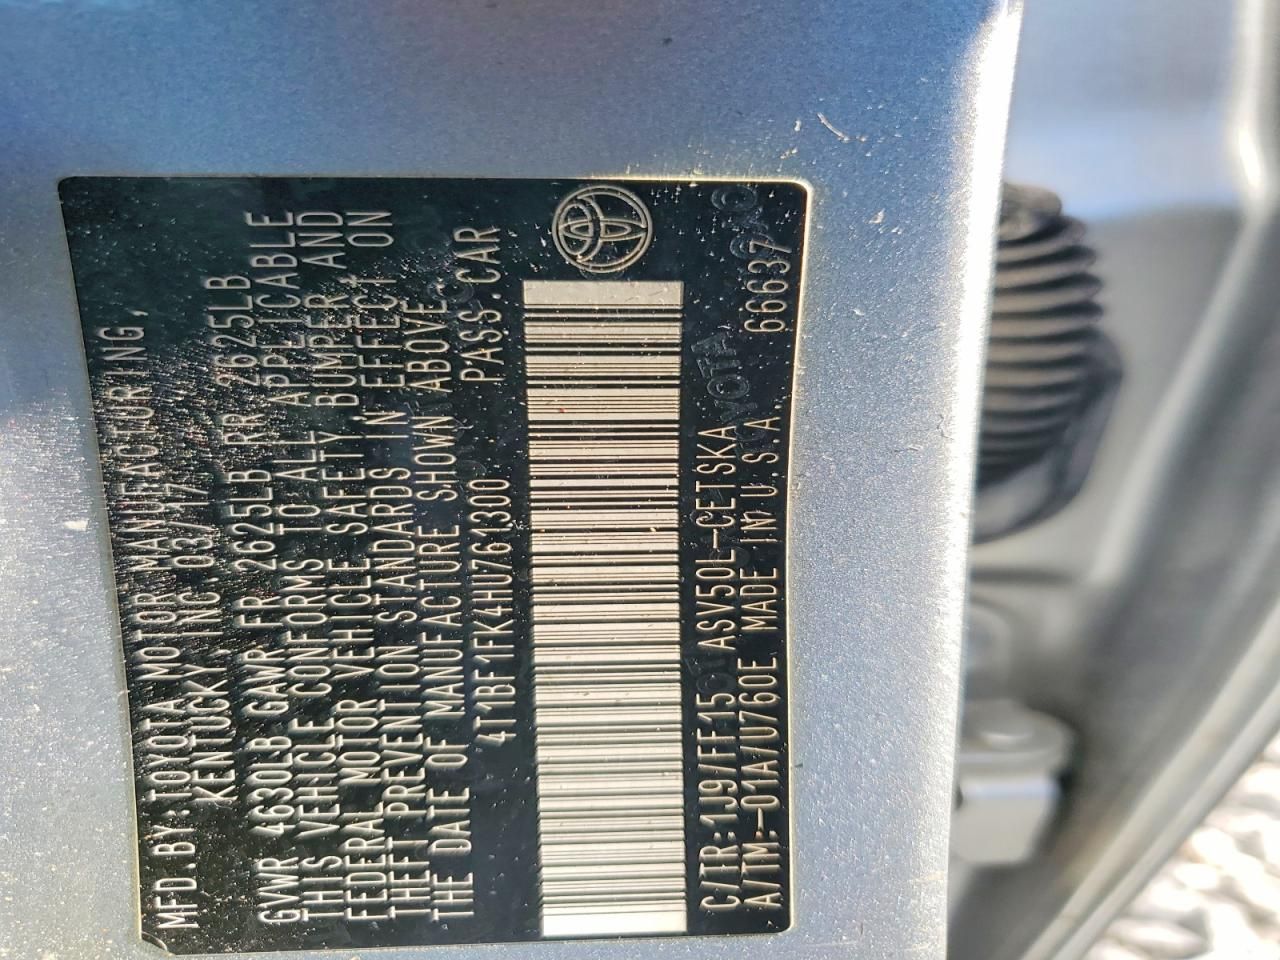 MFD.BY:TOYOTA MOTOR MANUFACTURING,
KENTUCKY, INC. 03/17
GVWR 4630LB GAWR FR 2625LB RR 2625LB
THIS VEHICLE CONFORMS TO ALL APPLICABLE
FEDERAL MOTOR VEHICLE SAFETY BUMPER AND
THEFT PREVENTION STANDARDS IN EFFECT ON
THE DATE OF MANUFACTURE SHOWN ABOVE.
4T1BF1FK4HU761300 PASS.CAR
C/TR:1J9/FF15 ASV50L-CETSKA
A/TM:-01A/U760E MADE IN U.S.A. 66637